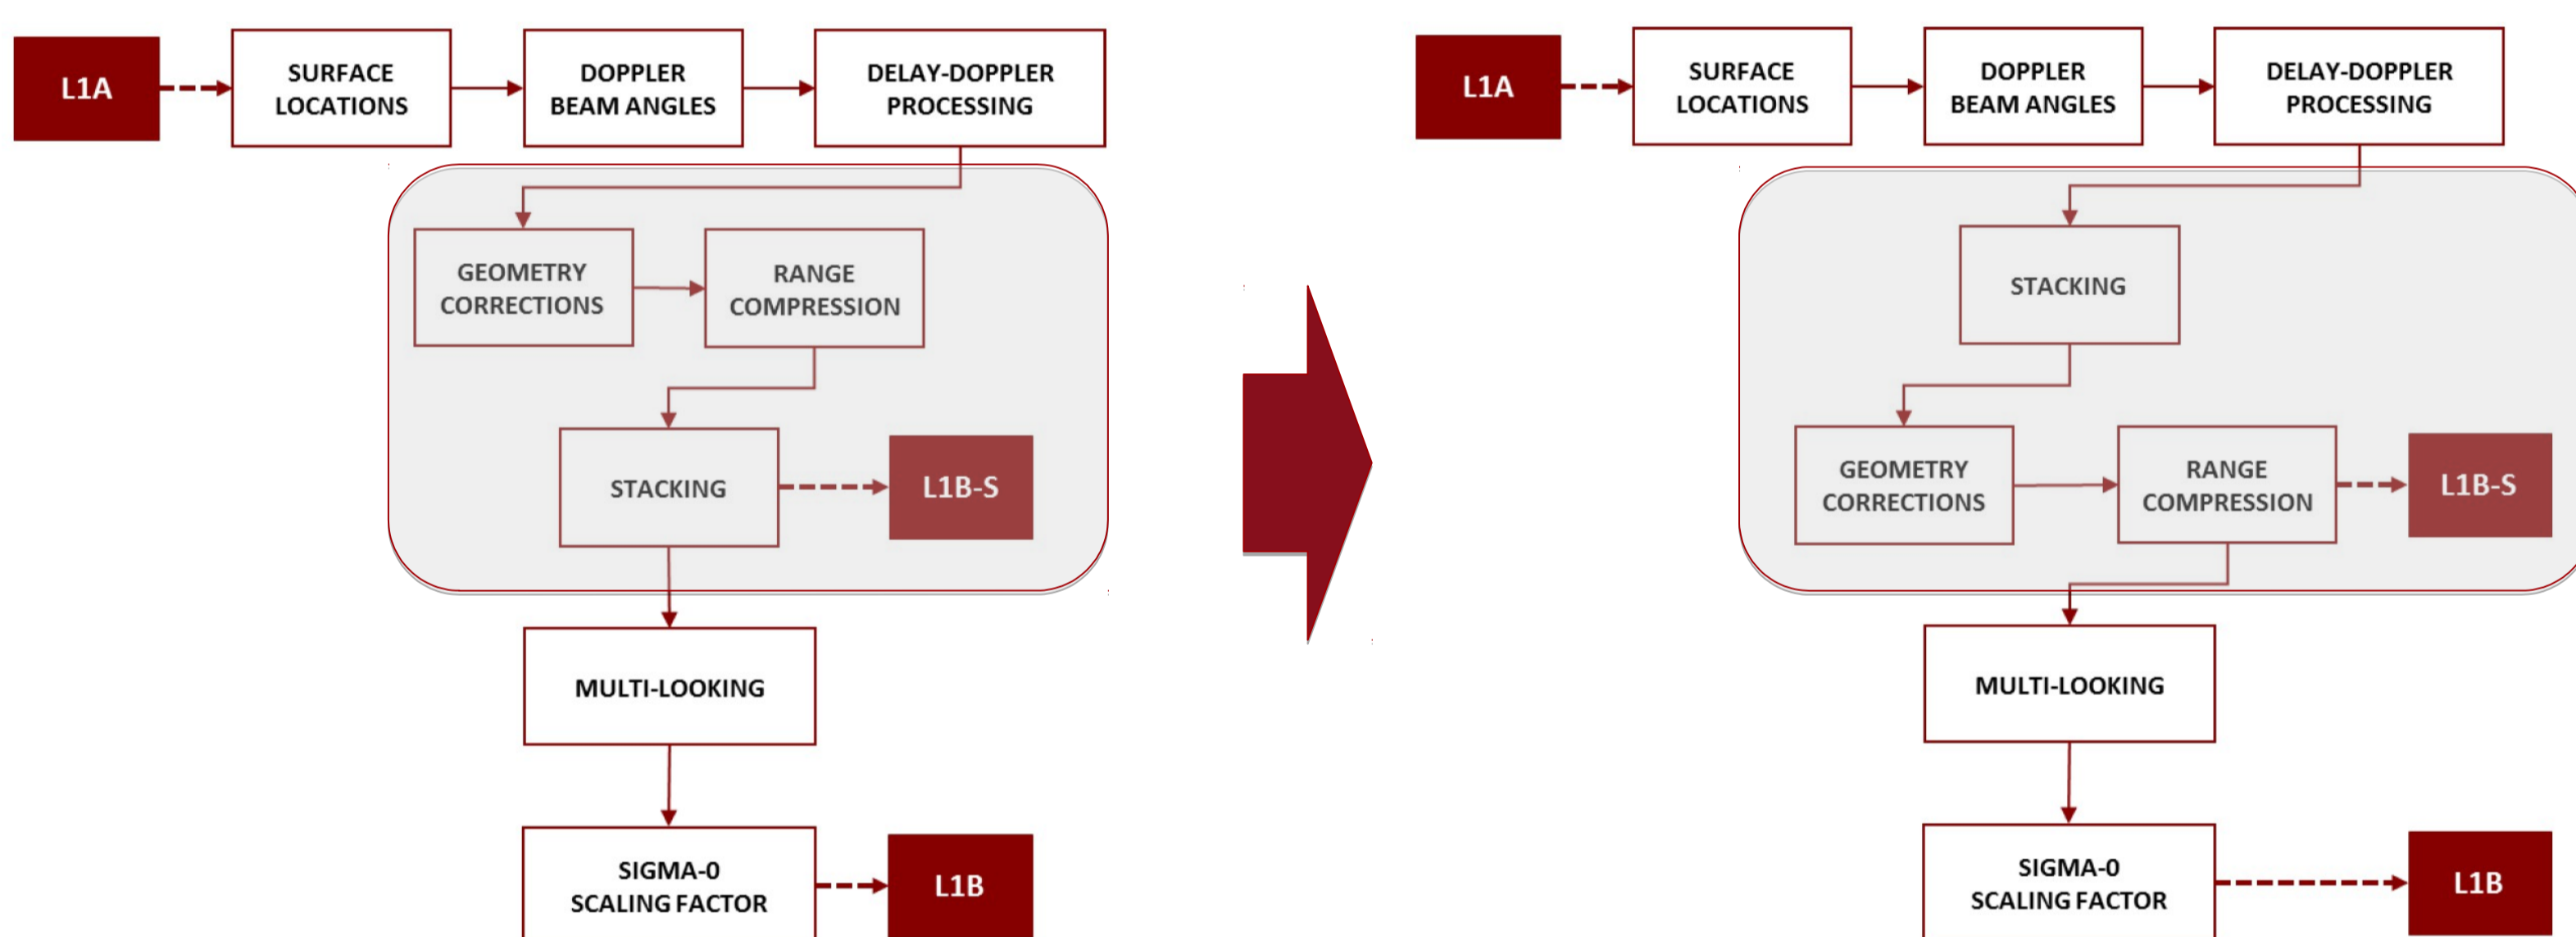 L1A
SURFACE
LOCATIONS
DOPPLER
BEAM ANGLES
DELAY-DOPPLER
PROCESSING
GEOMETRY
CORRECTIONS
RANGE
COMPRESSION
STACKING
L1B-S
MULTI-LOOKING
SIGMA-0
SCALING FACTOR
L1B
L1A
SURFACE
LOCATIONS
DOPPLER
BEAM ANGLES
DELAY-DOPPLER
PROCESSING
STACKING
GEOMETRY
CORRECTIONS
RANGE
COMPRESSION
L1B-S
MULTI-LOOKING
SIGMA-0
SCALING FACTOR
L1B